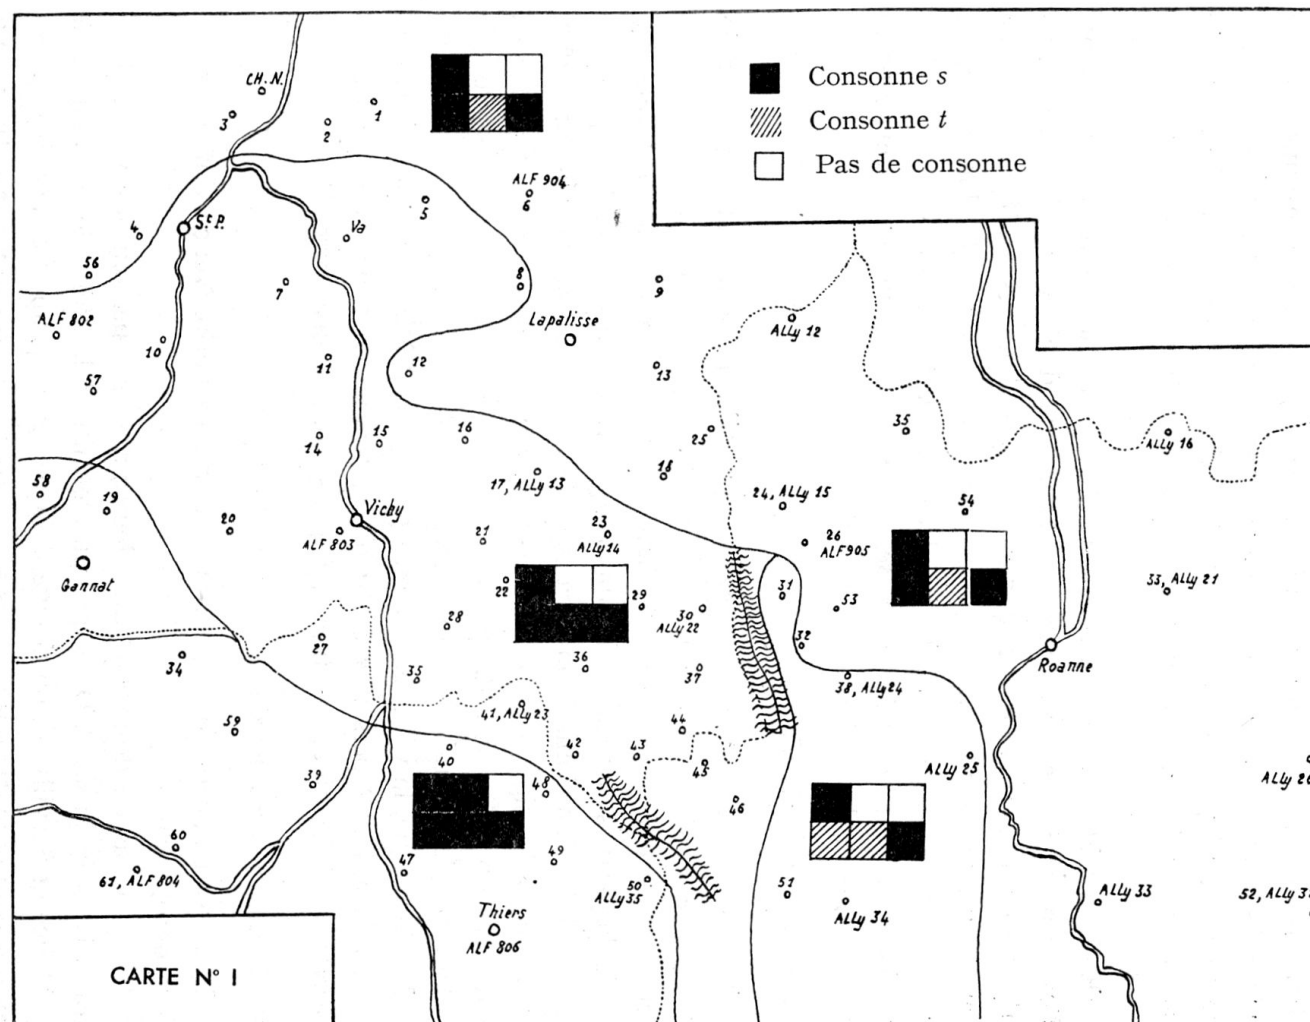 CH. N.
3
2
1
Consonne s
Consonne t
Pas de consonne
ALF 904
6
4
St P.
5
Va
56
7
8
9
ALF 802
Lapalisse
ALLy 12
10
11
12
13
57
35
14
15
16
25
ALLy 16
58
19
17, ALLy 13
18
24, ALLy 15
54
20
Vichy
ALF 803
21
23
ALLy 14
26
ALF 905
Gannat
22
29
31
53
33, ALLy 21
28
30
ALLy 22
27
32
34
36
37
Roanne
35
38, ALLy 24
59
41, ALLy 23
44
40
42
43
45
ALLy 25
39
48
46
60
61, ALF 804
47
49
50
ALLy 35
51
ALLy 34
ALLy 33
Thiers
ALF 806
CARTE N° I